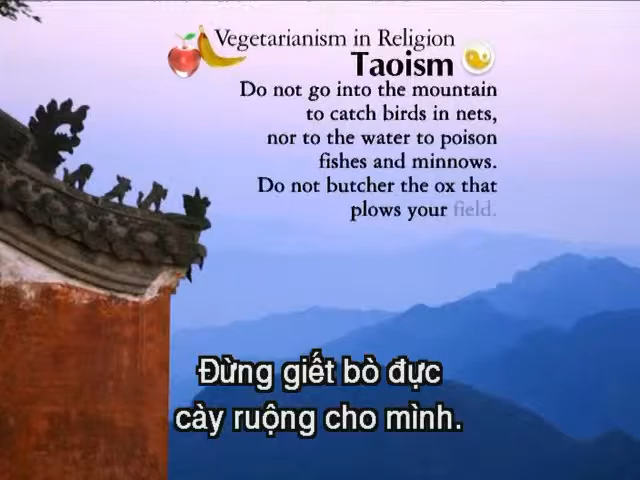 Vegetarianism in Religion
Taoism
Do not go into the mountain
to catch birds in nets,
nor to the water to poison
fishes and minnows.
Do not butcher the ox that
plows your field.
Đừng giết bò đực
cày ruộng cho mình.